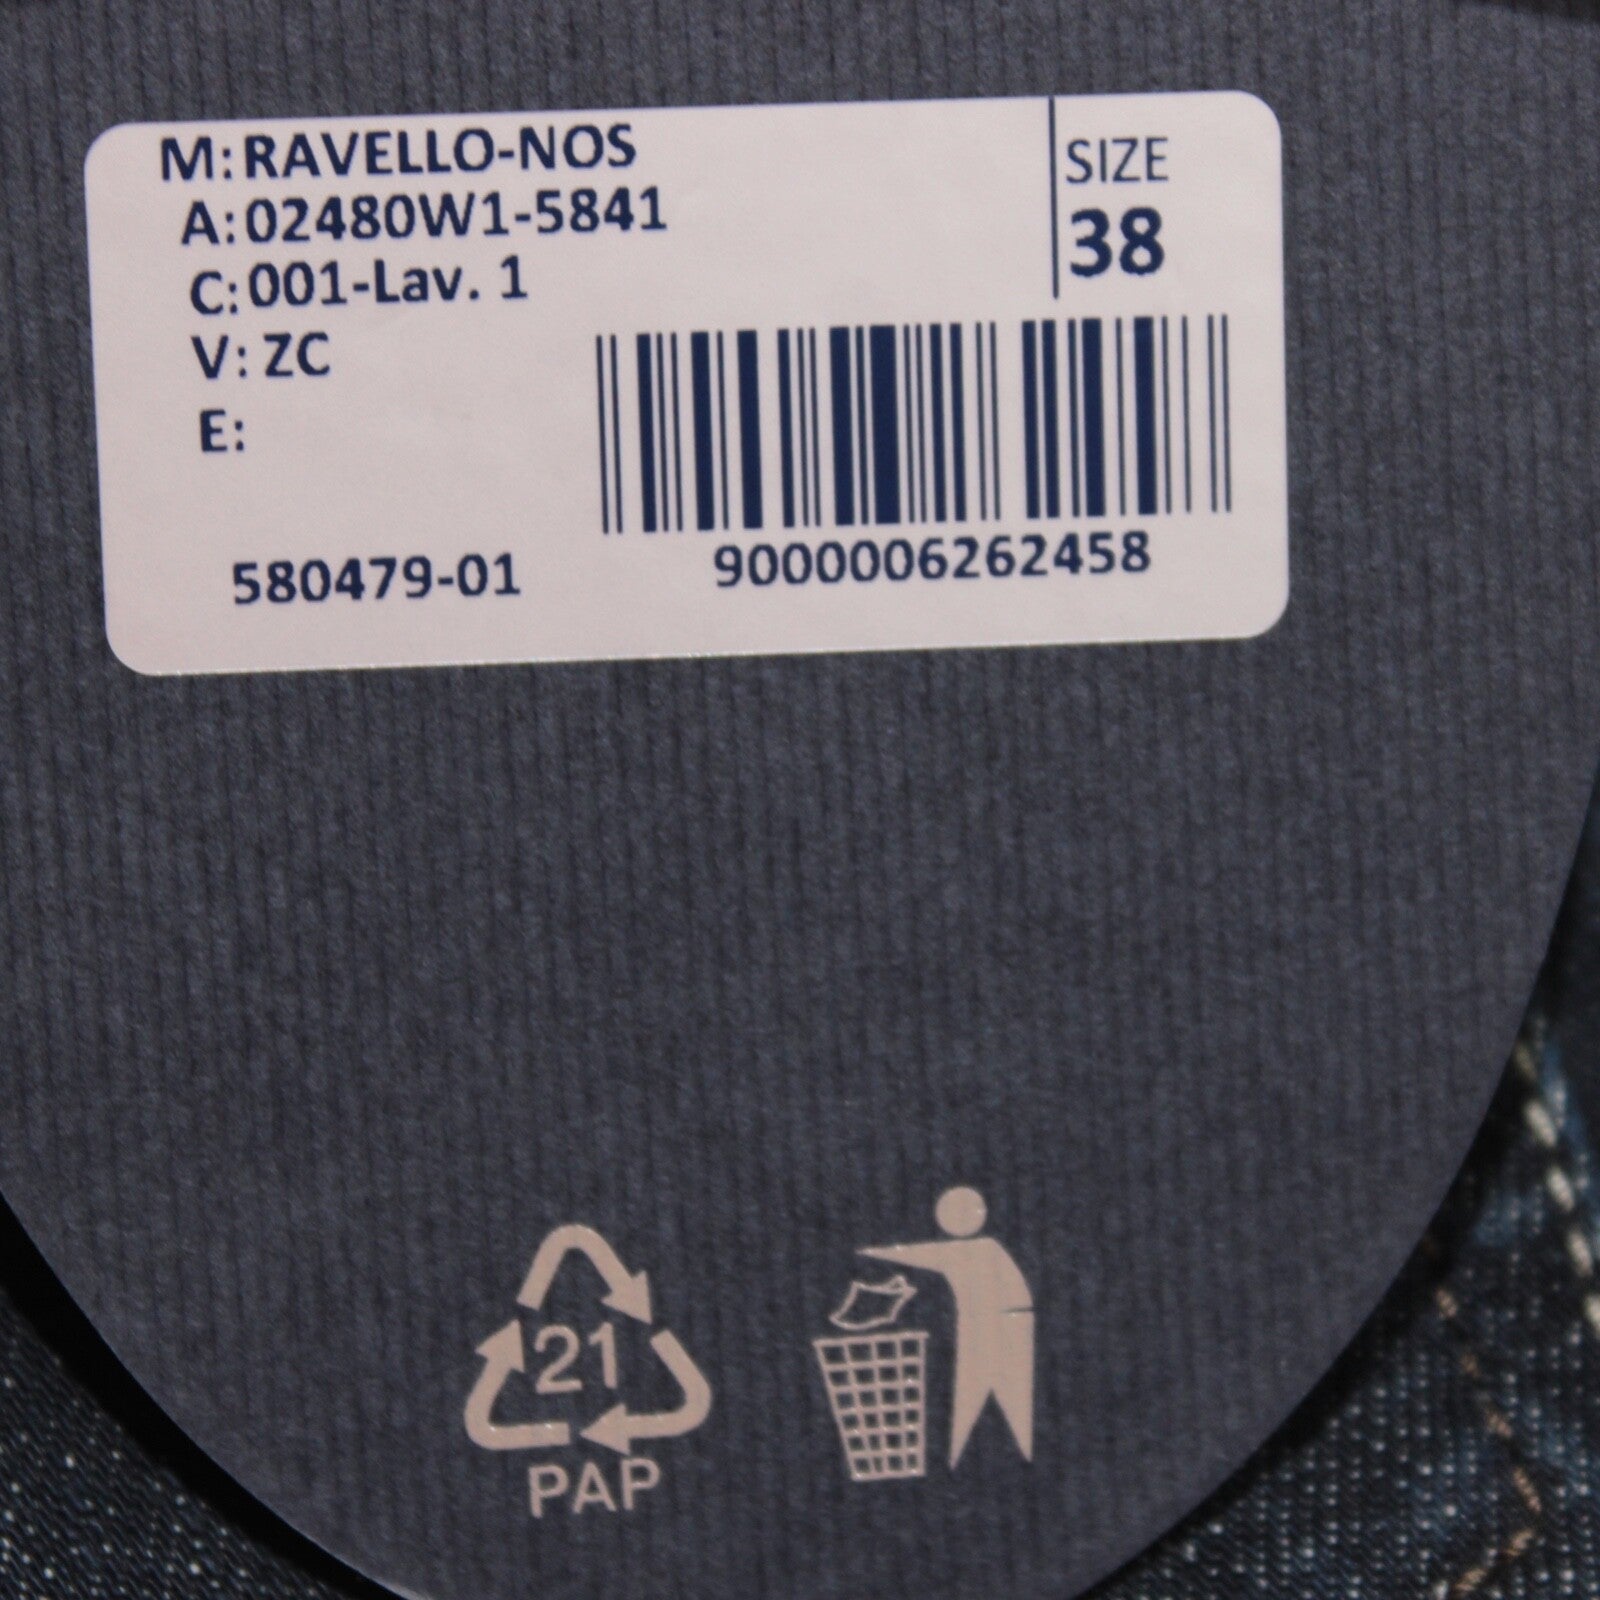 M: RAVELLO-NOS
A: 02480W1-5841
C: 001-Lav. 1
V: ZC
E:
SIZE
38
580479-01
9000006262458
21
PAP